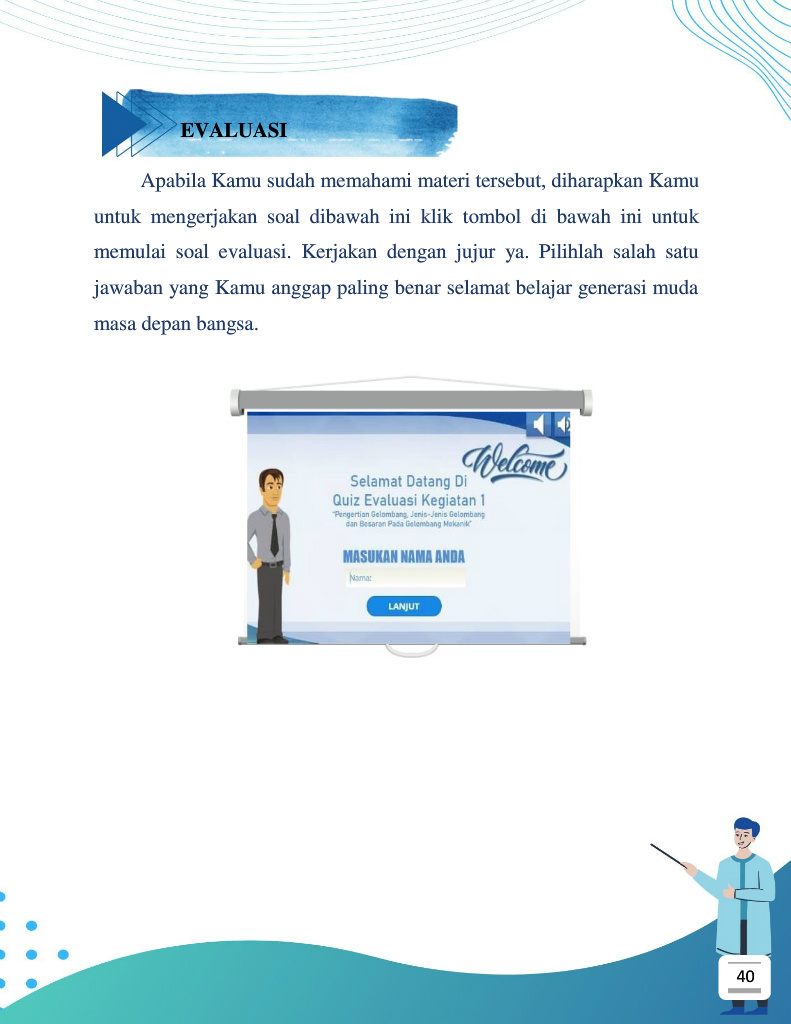 EVALUASI
Apabila Kamu sudah memahami materi tersebut, diharapkan Kamu
untuk mengerjakan soal dibawah ini klik tombol di bawah ini untuk
memulai soal evaluasi. Kerjakan dengan jujur ya. Pilihlah salah satu
jawaban yang Kamu anggap paling benar selamat belajar generasi muda
masa depan bangsa.
Welcome
Selamat Datang Di
Quiz Evaluasi Kegiatan 1
"Pengertian Gelombang, Jenis-Jenis Gelombang
dan Besaran Pada Gelombang Mekanik"
MASUKAN NAMA ANDA
Nama:
LANJUT
40